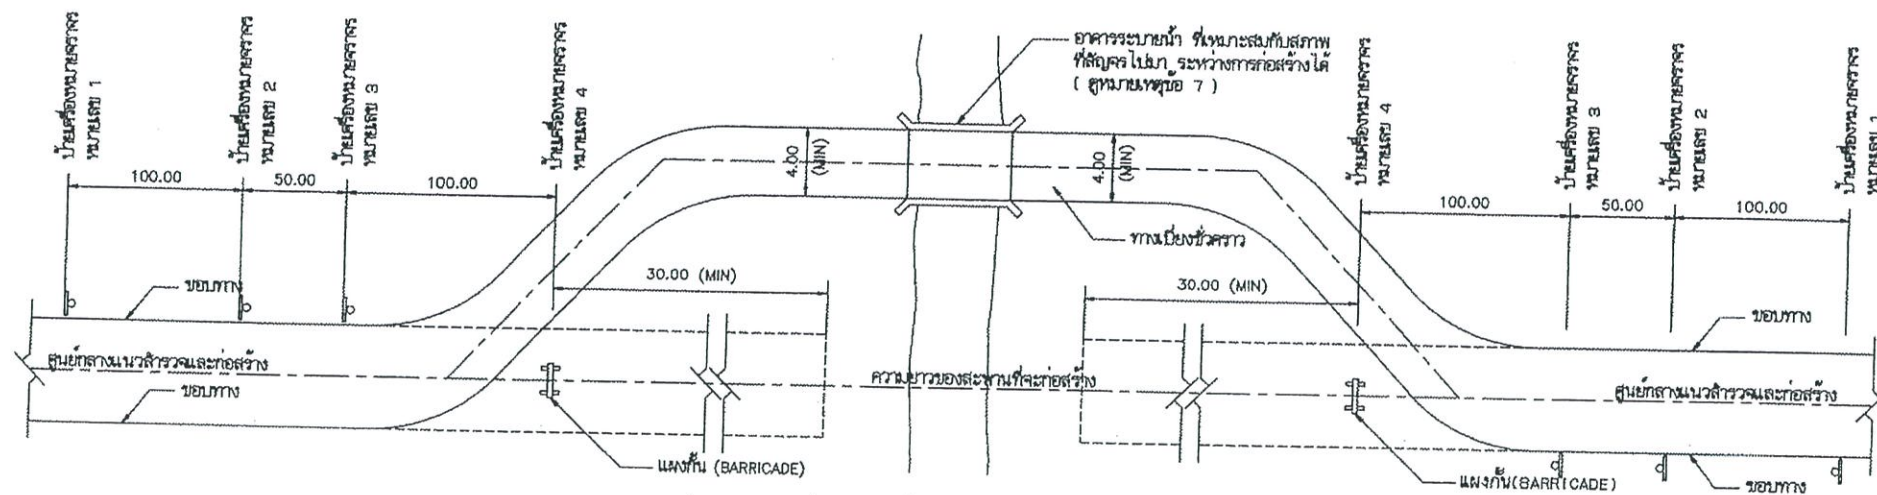 ป้ายเครื่องหมายจราจร
หมายเลข 1
ป้ายเครื่องหมายจราจร
หมายเลข 2
ป้ายเครื่องหมายจราจร
หมายเลข 3
ป้ายเครื่องหมายจราจร
หมายเลข 4
อาคารระบายน้ำ ที่เหมาะสมกับสภาพ
ที่สัญจรไปมา ระหว่างการก่อสร้างได้
( ดูหมายเหตุข้อ 7 )
ป้ายเครื่องหมายจราจร
หมายเลข 4
ป้ายเครื่องหมายจราจร
หมายเลข 3
ป้ายเครื่องหมายจราจร
หมายเลข 2
ป้ายเครื่องหมายจราจร
หมายเลข 1
100.00
50.00
100.00
4.00
(MIN)
4.00
(MIN)
100.00
50.00
100.00
ทางเบี่ยงชั่วคราว
30.00 (MIN)
30.00 (MIN)
ขอบทาง
ขอบทาง
ศูนย์กลางแนวสำรวจและก่อสร้าง
ความยาวของสะพานที่จะก่อสร้าง
ศูนย์กลางแนวสำรวจและก่อสร้าง
ขอบทาง
แผงกั้น (BARRICADE)
แผงกั้น(BARRICADE)
ขอบทาง